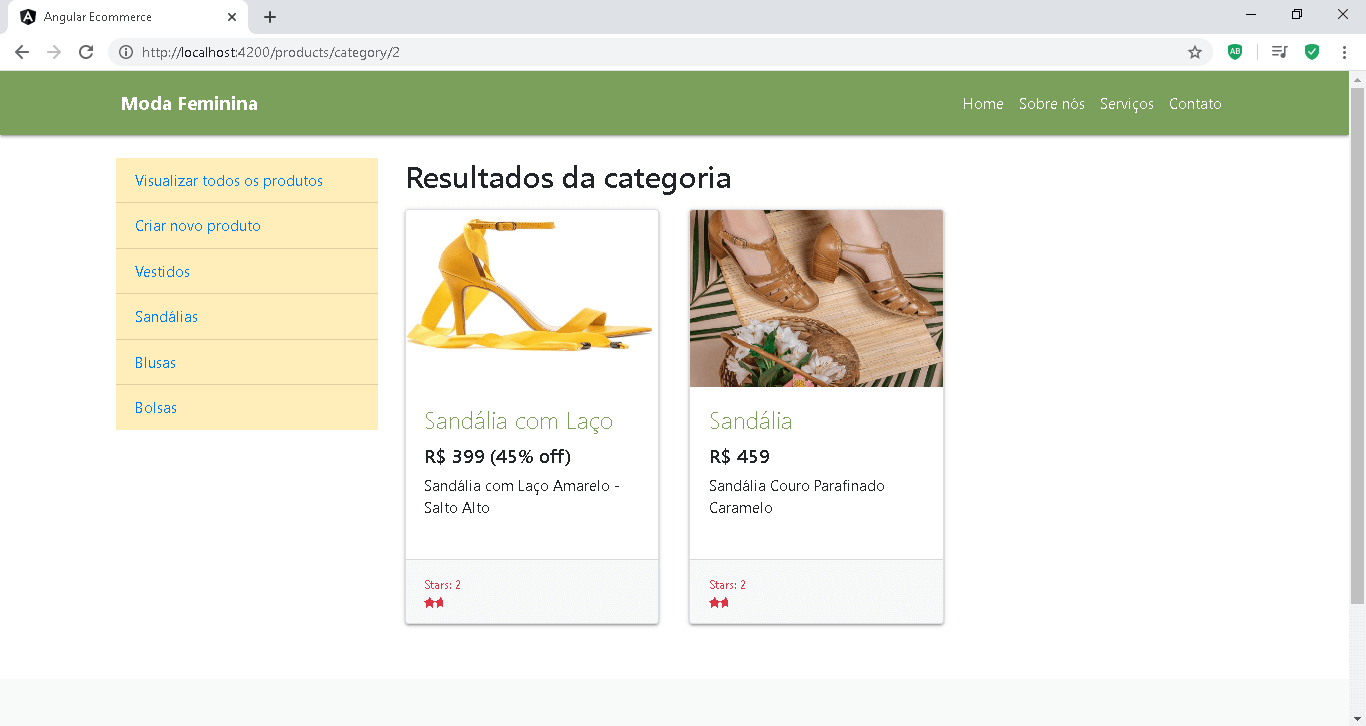 Angular Ecommerce
http://localhost:4200/products/category/2
AB
Moda Feminina
Home Sobre nós Serviços Contato
Visualizar todos os produtos
Criar novo produto
Vestidos
Sandálias
Blusas
Bolsas
Resultados da categoria
Sandália com Laço
R$ 399 (45% off)
Sandália com Laço Amarelo -
Salto Alto
Stars: 2
Sandália
R$ 459
Sandália Couro Parafinado
Caramelo
Stars: 2